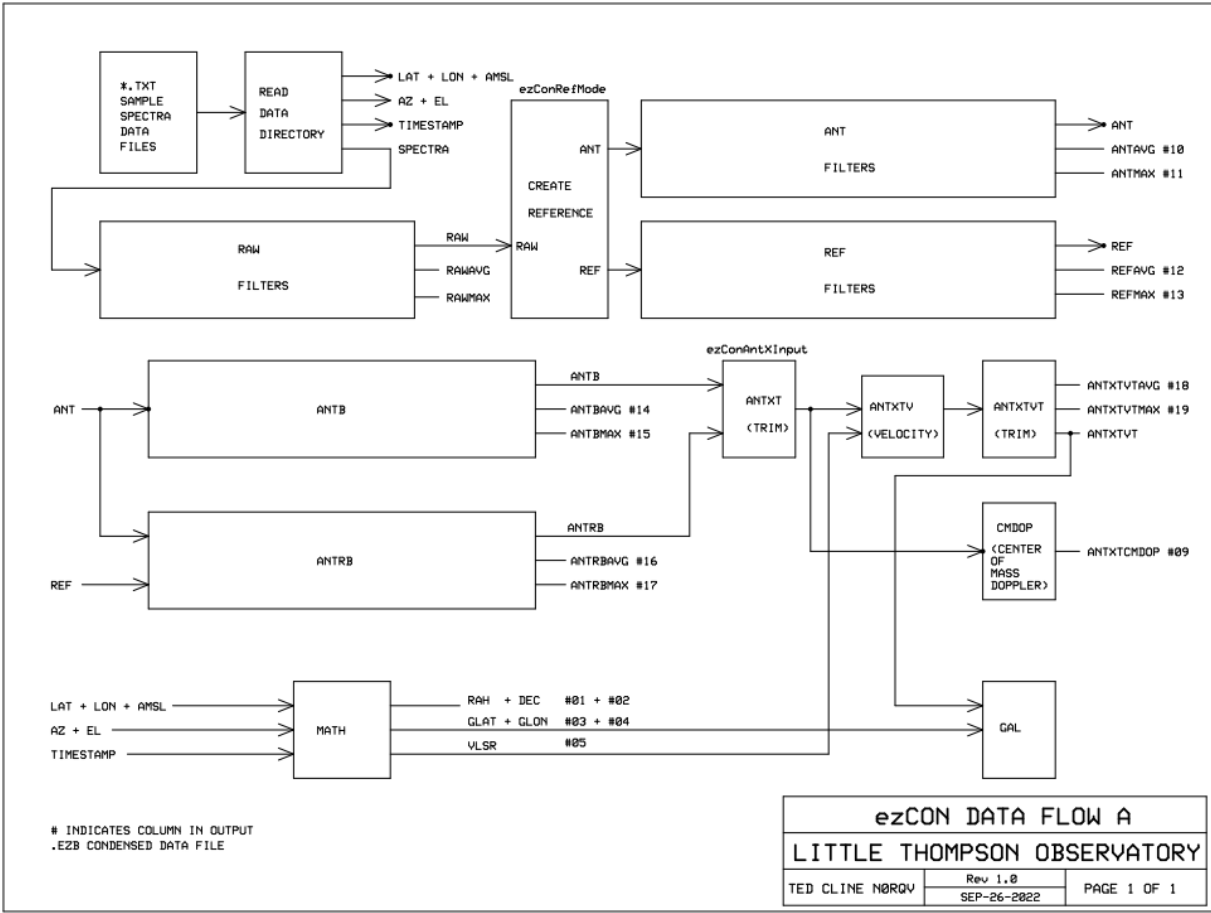 *.TXT
SAMPLE
SPECTRA
DATA
FILES
READ
DATA
DIRECTORY
LAT + LON + AMSL
AZ + EL
TIMESTAMP
SPECTRA
ezConRefMode
ANT
CREATE
REFERENCE
RAW
REF
ANT
FILTERS
ANT
ANTAVG #10
ANTMAX #11
RAW
FILTERS
RAW
RAWAVG
RAWMAX
REF
FILTERS
REF
REFAVG #12
REFMAX #13
ANT
ANTB
ANTB
ANTBAVG #14
ANTBMAX #15
ezConAntXInput
ANTXT
(TRIM)
ANTXTV
(VELOCITY)
ANTXTVT
(TRIM)
ANTXTVTAVG #18
ANTXTVTMAX #19
ANTXTVT
REF
ANTRB
ANTRB
ANTRBAVG #16
ANTRBMAX #17
CMDOP
(CENTER
OF
MASS
DOPPLER)
ANTXTCMDOP #09
LAT + LON + AMSL
AZ + EL
TIMESTAMP
MATH
RAH + DEC #01 + #02
GLAT + GLON #03 + #04
VLSR #05
GAL
# INDICATES COLUMN IN OUTPUT
.EZB CONDENSED DATA FILE
ezCON DATA FLOW A
LITTLE THOMPSON OBSERVATORY
TED CLINE N0RQV
Rev 1.0
SEP-26-2022
PAGE 1 OF 1